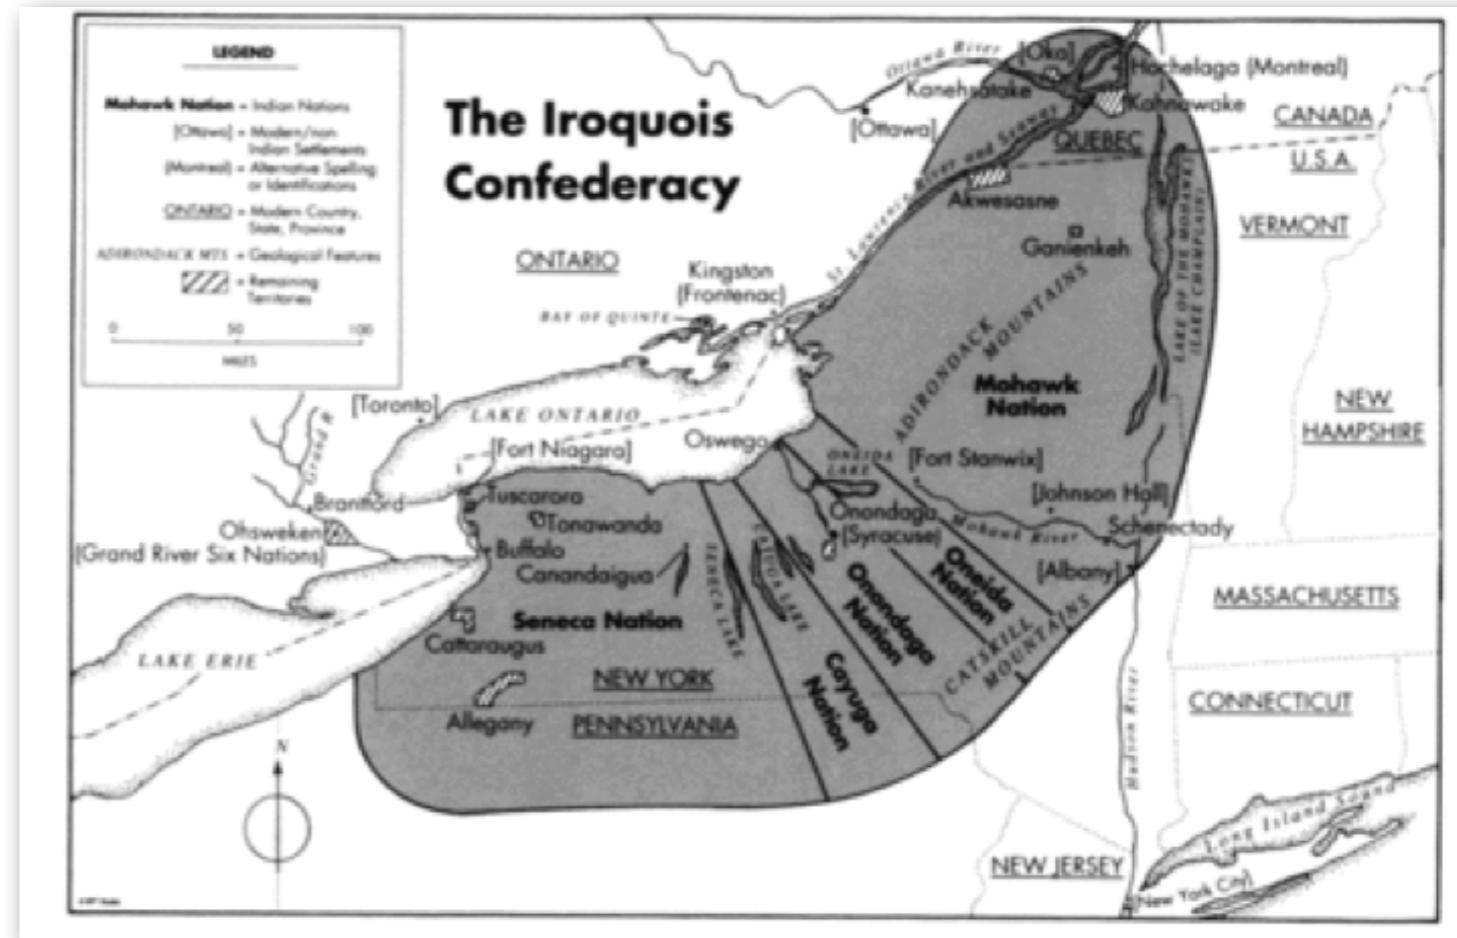 LEGEND
Mohawk Nation = Indian Nations
[Ottawa] = Modern/non-
Indian Settlements
(Montreal) = Alternative Spelling
or Identifications
ONTARIO = Modern Country,
State, Province
ADIRONDACK MTS = Geological Features
= Remaining
Territories
0 50 100
MILES
The Iroquois
Confederacy
Ottawa River
[Oka]
Hochelaga (Montreal)
Kanehsatake
Kahnawake
[Ottawa]
QUEBEC
CANADA
U.S.A.
St. Lawrence River and Seaway
Akwesasne
Ganienkeh
LAKE OF THE MOHAWKS
(LAKE CHAMPLAIN)
VERMONT
ONTARIO
Kingston
(Frontenac)
BAY OF QUINTE
ADIRONDACK
MOUNTAINS
Mohawk
Nation
NEW
HAMPSHIRE
[Toronto]
LAKE ONTARIO
Grand R
[Fort Niagara]
Oswego
ONEIDA
LAKE
[Fort Stanwix]
[Johnson Hall]
Brantford
Tuscarora
Tonawanda
Onondaga
(Syracuse)
Mohawk River
Schenectady
Ohsweken
(Grand River Six Nations)
Buffalo
Canandaigua
SENECA LAKE
CAYUGA LAKE
Oneida
Nation
[Albany]
Onondaga
Nation
CATSKILL
MOUNTAINS
MASSACHUSETTS
Seneca Nation
Cattaraugus
LAKE ERIE
Cayuga
Nation
NEW YORK
Allegany
PENNSYLVANIA
CONNECTICUT
N
Hudson River
Long Island Sound
NEW JERSEY
[New York City]